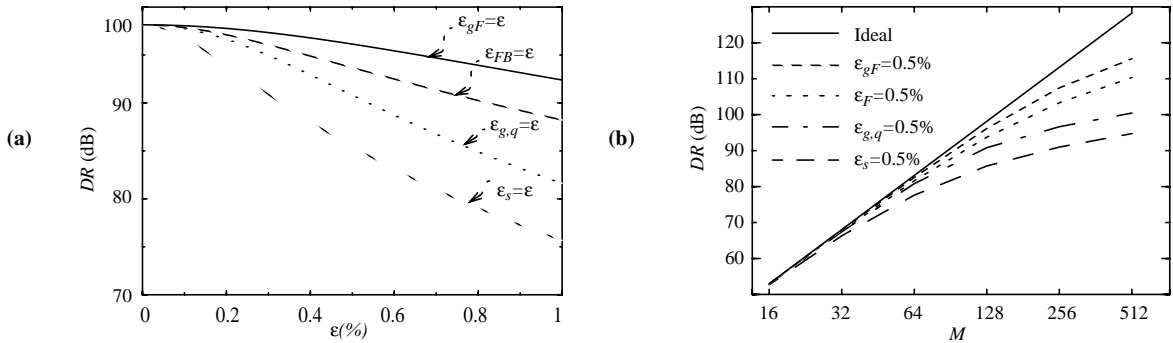 (a)
DR (dB)
100
90
80
70
0 0.2 0.4 0.6 0.8 1
ε(%)
εgF=ε
εFB=ε
εg,q=ε
εs=ε
(b)
DR (dB)
130
120
110
100
90
80
70
60
16 32 64 128 256 512
M
Ideal
εgF=0.5%
εF=0.5%
εg,q=0.5%
εs=0.5%